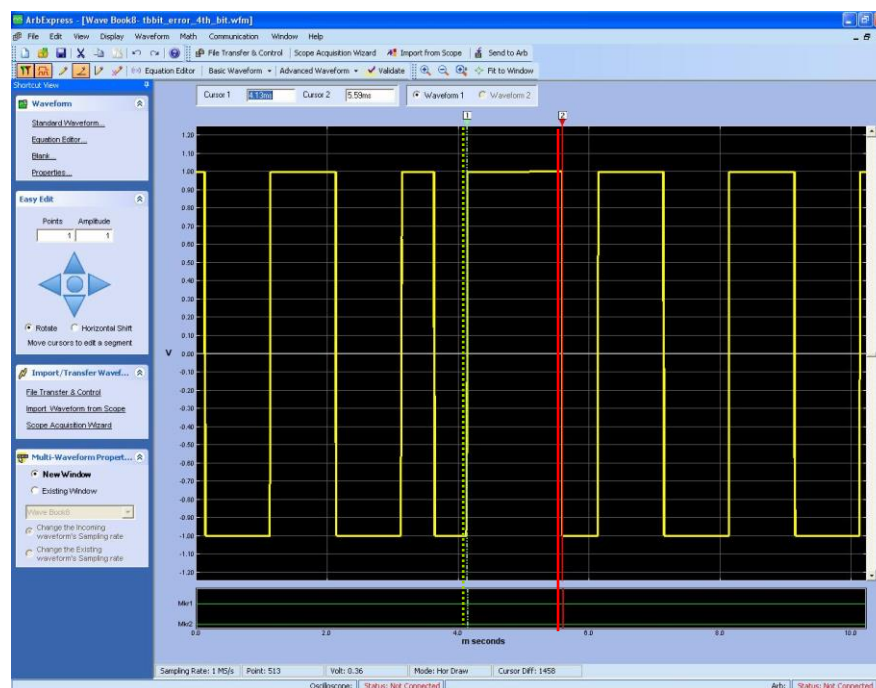 ArbExpress - [Wave Book8- tbbit_error_4th_bit.wfm]
File Edit View Display Waveform Math Communication Window Help
File Transfer & Control Scope Acquisition Wizard Import from Scope Send to Arb
Equation Editor Basic Waveform Advanced Waveform Validate Fit to Window
Shortcut View
Waveform
Standard Waveform...
Equation Editor...
Blank...
Properties...
Easy Edit
Points Amplitude
1 1
Rotate Horizontal Shift
Move cursors to edit a segment
Import/Transfer Wavef...
File Transfer & Control
Import Waveform from Scope
Scope Acquisition Wizard
Multi-Waveform Propert...
New Window
Existing Window
Wave Book8
Change the Incoming
waveform's Sampling rate
Change the Existing
waveform's Sampling rate
Cursor 1 4.13ms Cursor 2 5.59ms Waveform 1 Waveform 2
1 2
1.20
1.10
1.00
0.90
0.80
0.70
0.60
0.50
0.40
0.30
0.20
0.10
V 0.00
-0.10
-0.20
-0.30
-0.40
-0.50
-0.60
-0.70
-0.80
-0.90
-1.00
-1.10
-1.20
Mkr1
Mkr2
0.0 2.0 4.0 6.0 8.0 10.0
m seconds
Sampling Rate: 1 MS/s Point: 513 Volt: 0.36 Mode: Hor Draw Cursor Diff: 1458
Oscilloscope: Status: Not Connected Arb: Status: Not Connected